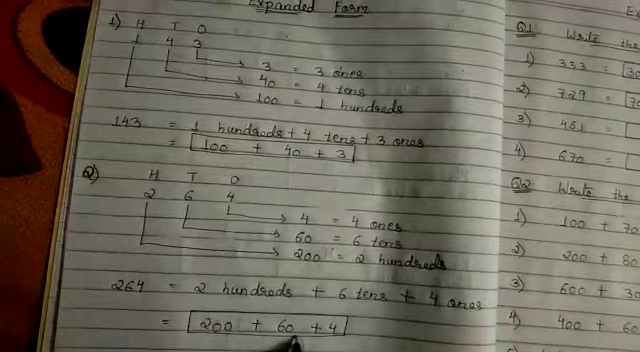 Expanded Form
1) H T O
1 4 3
3 = 3 ones
40 = 4 tens
100 = 1 hundreds
143 = 1 hundreds + 4 tens + 3 ones
= 100 + 40 + 3
2) H T O
2 6 4
4 = 4 ones
60 = 6 tens
200 = 2 hundreds
264 = 2 hundreds + 6 tens + 4 ones
= 200 + 60 + 4
Q1 Write the
1) 333 = 30
2) 729 = 70
3) 451 =
4) 670 =
Q2 Write the
1) 100 + 70
2) 200 + 80
3) 600 + 30
4) 400 + 60